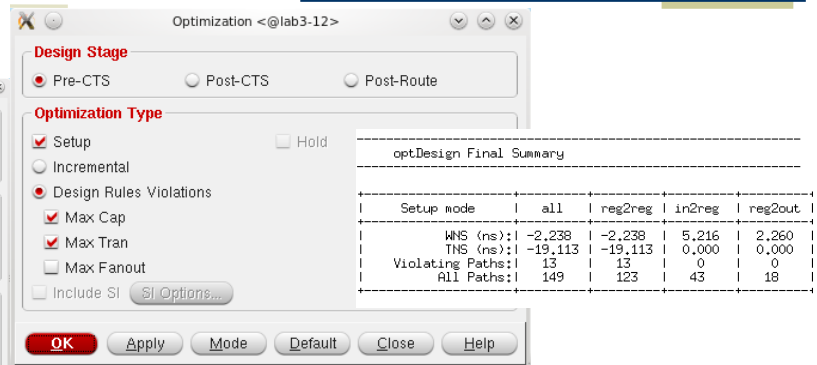 Optimization <@lab3-12>
Design Stage
Pre-CTS Post-CTS Post-Route
Optimization Type
Setup Hold
Incremental
Design Rules Violations
Max Cap
Max Tran
Max Fanout
Include SI SI Options...
OK Apply Mode Default Close Help
optDesign Final Summary
| Setup mode | all | reg2reg | in2reg | reg2out |
| WNS (ns):| -2.238 | -2.238 | 5.216 | 2.260 |
| TNS (ns):| -19.113 | -19.113 | 0.000 | 0.000 |
| Violating Paths:| 13 | 13 | 0 | 0 |
| All Paths:| 149 | 123 | 43 | 18 |